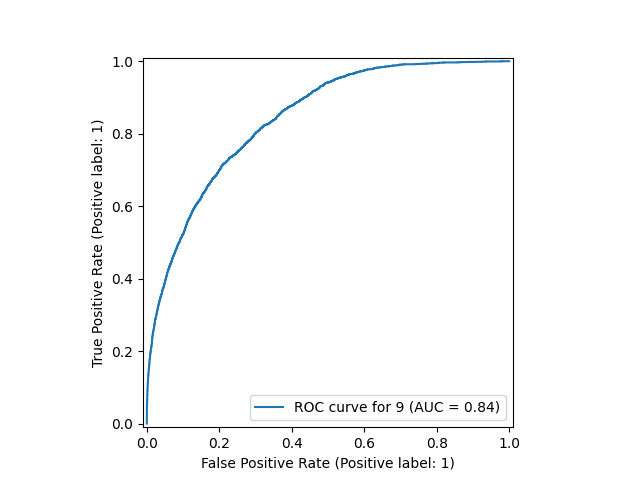 1.0
0.8
0.6
0.4
0.2
0.0
True Positive Rate (Positive label: 1)
ROC curve for 9 (AUC = 0.84)
0.0 0.2 0.4 0.6 0.8 1.0
False Positive Rate (Positive label: 1)